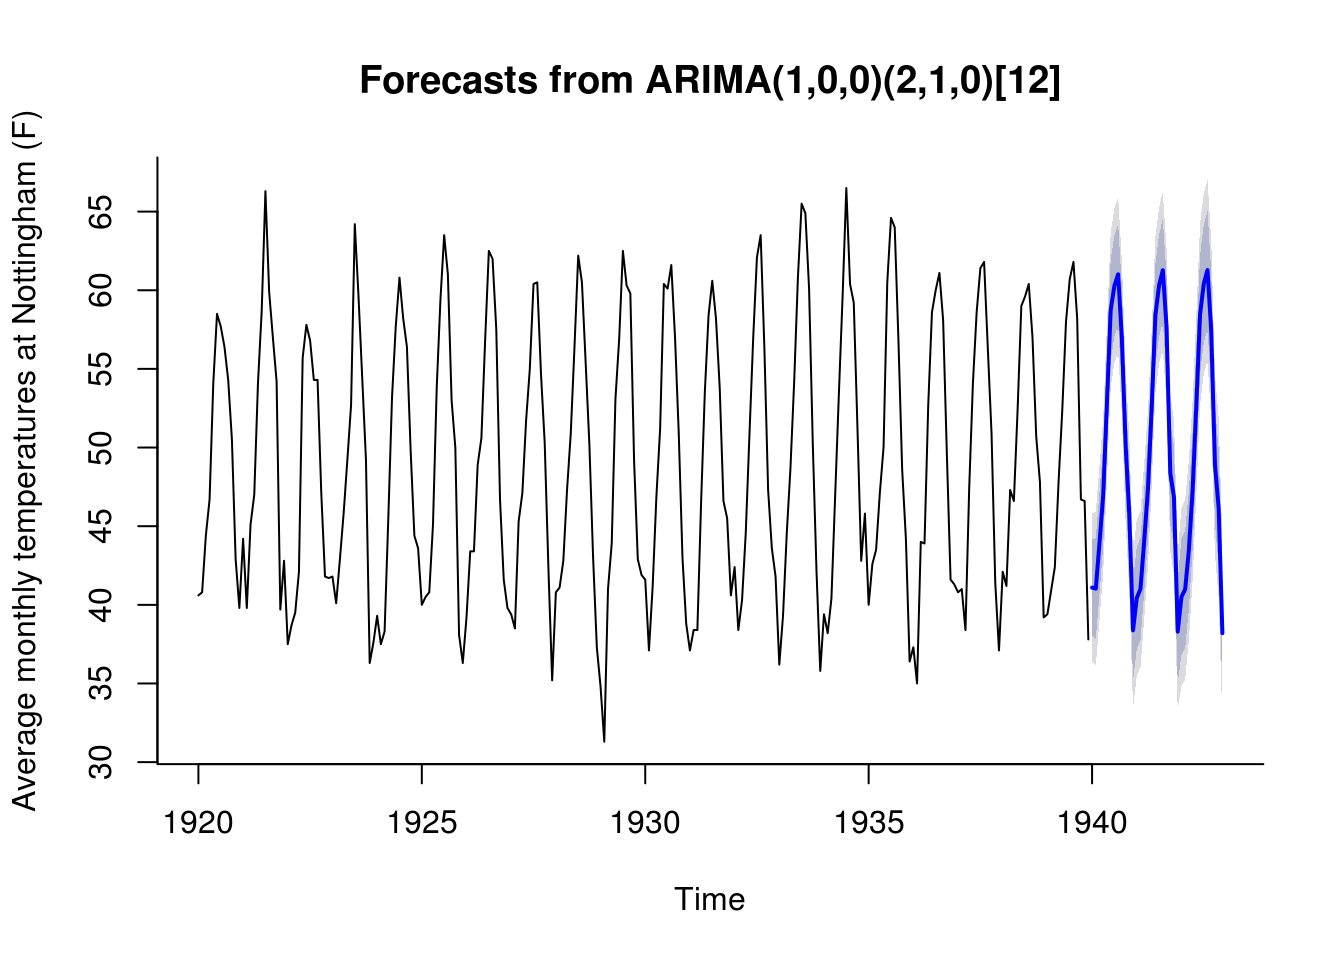 Forecasts from ARIMA(1,0,0)(2,1,0)[12]
Average monthly temperatures at Nottingham (F)
65
60
55
50
45
40
35
30
1920 1925 1930 1935 1940
Time